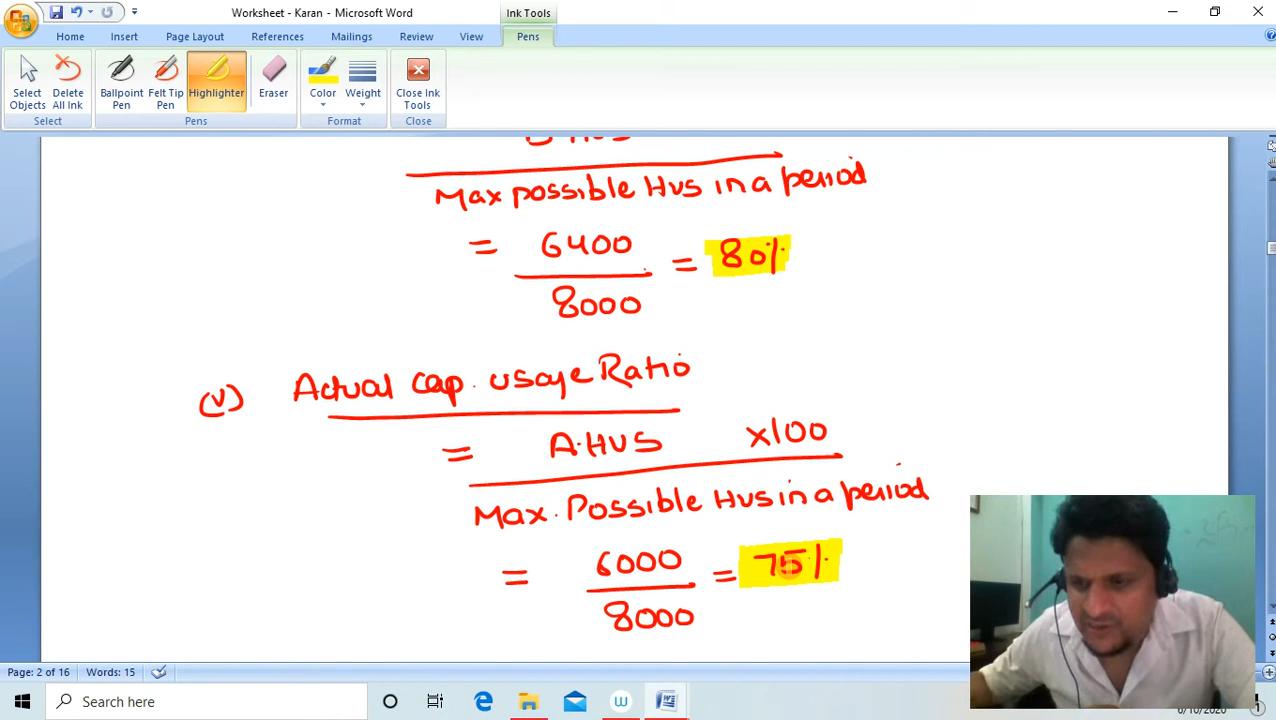 Worksheet - Karan - Microsoft Word
Ink Tools
Home Insert Page Layout References Mailings Review View Pens
Select Objects
Delete All Ink
Ballpoint Pen
Felt Tip Pen
Highlighter
Eraser
Color
Weight
Close Ink Tools
Select Pens Format Close
Max possible Hrs in a period
= 6400 = 80%
8000
(v) Actual Cap. usage Ratio
= A.Hrs x100
Max. Possible Hrs in a period
= 6000 = 75%
8000
Page: 2 of 16 Words: 15
Search here